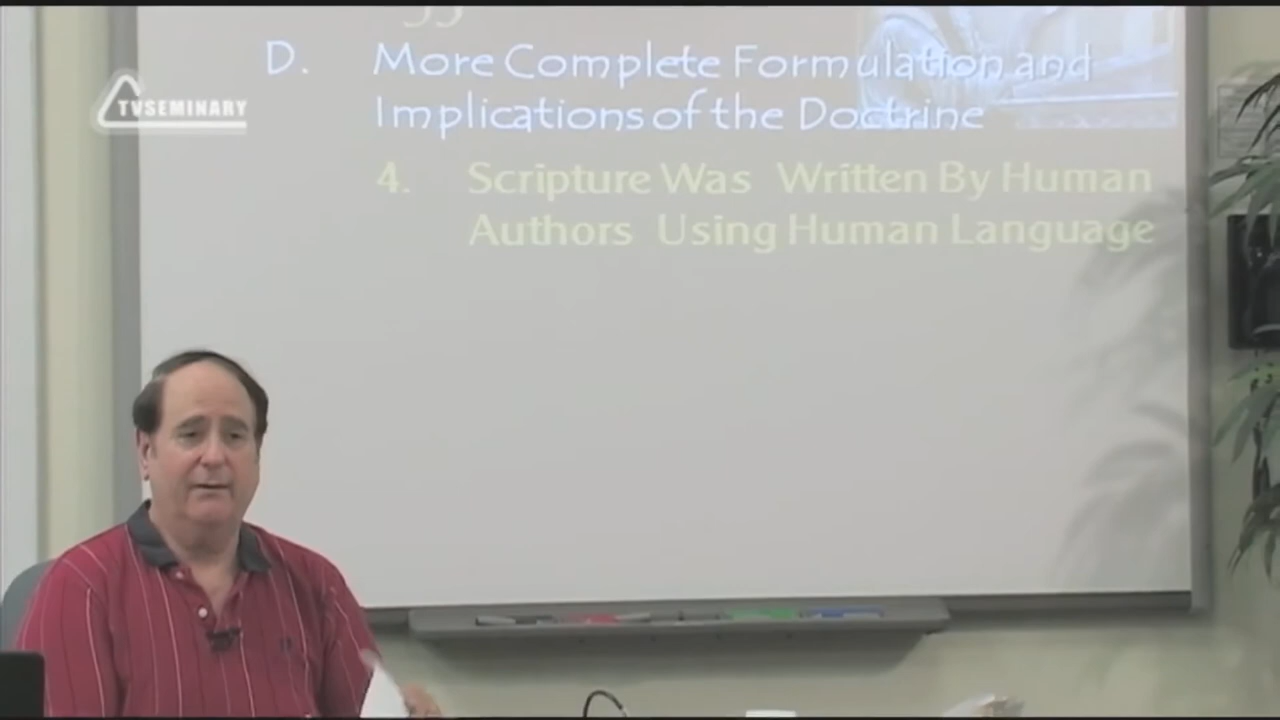 D. More Complete Formulation and
Implications of the Doctrine
TVSEMINARY
4. Scripture Was Written By Human
Authors Using Human Language